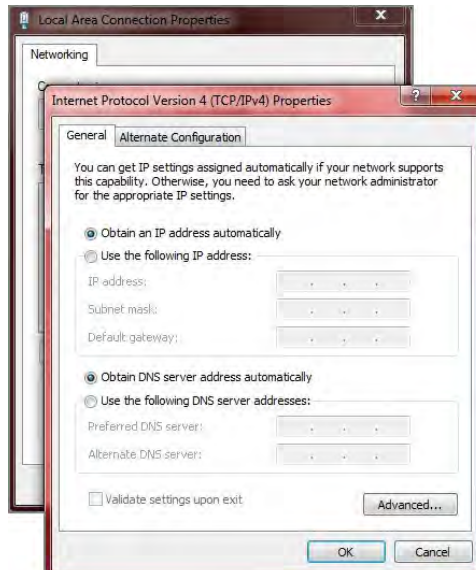 Local Area Connection Properties
Networking
Internet Protocol Version 4 (TCP/IPv4) Properties
General
Alternate Configuration
You can get IP settings assigned automatically if your network supports
this capability. Otherwise, you need to ask your network administrator
for the appropriate IP settings.
Obtain an IP address automatically
Use the following IP address:
IP address:
Subnet mask:
Default gateway:
Obtain DNS server address automatically
Use the following DNS server addresses:
Preferred DNS server:
Alternate DNS server:
Validate settings upon exit
Advanced...
OK
Cancel